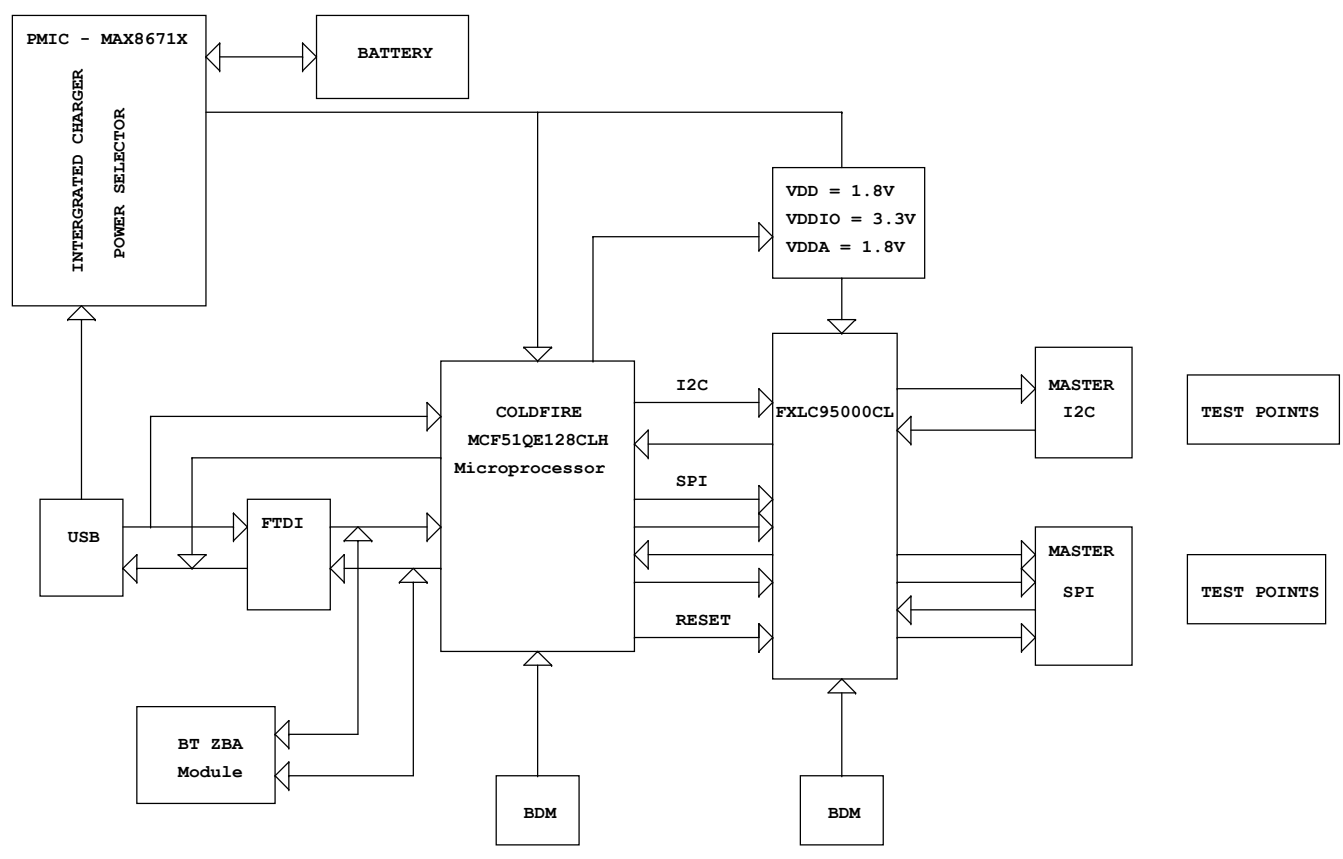 PMIC - MAX8671X
INTERGRATED CHARGER
POWER SELECTOR
BATTERY
VDD = 1.8V
VDDIO = 3.3V
VDDA = 1.8V
COLDFIRE
MCF51QE128CLH
Microprocessor
I2C
SPI
RESET
FXLC95000CL
MASTER
I2C
TEST POINTS
USB
FTDI
MASTER
SPI
TEST POINTS
BT ZBA
Module
BDM
BDM